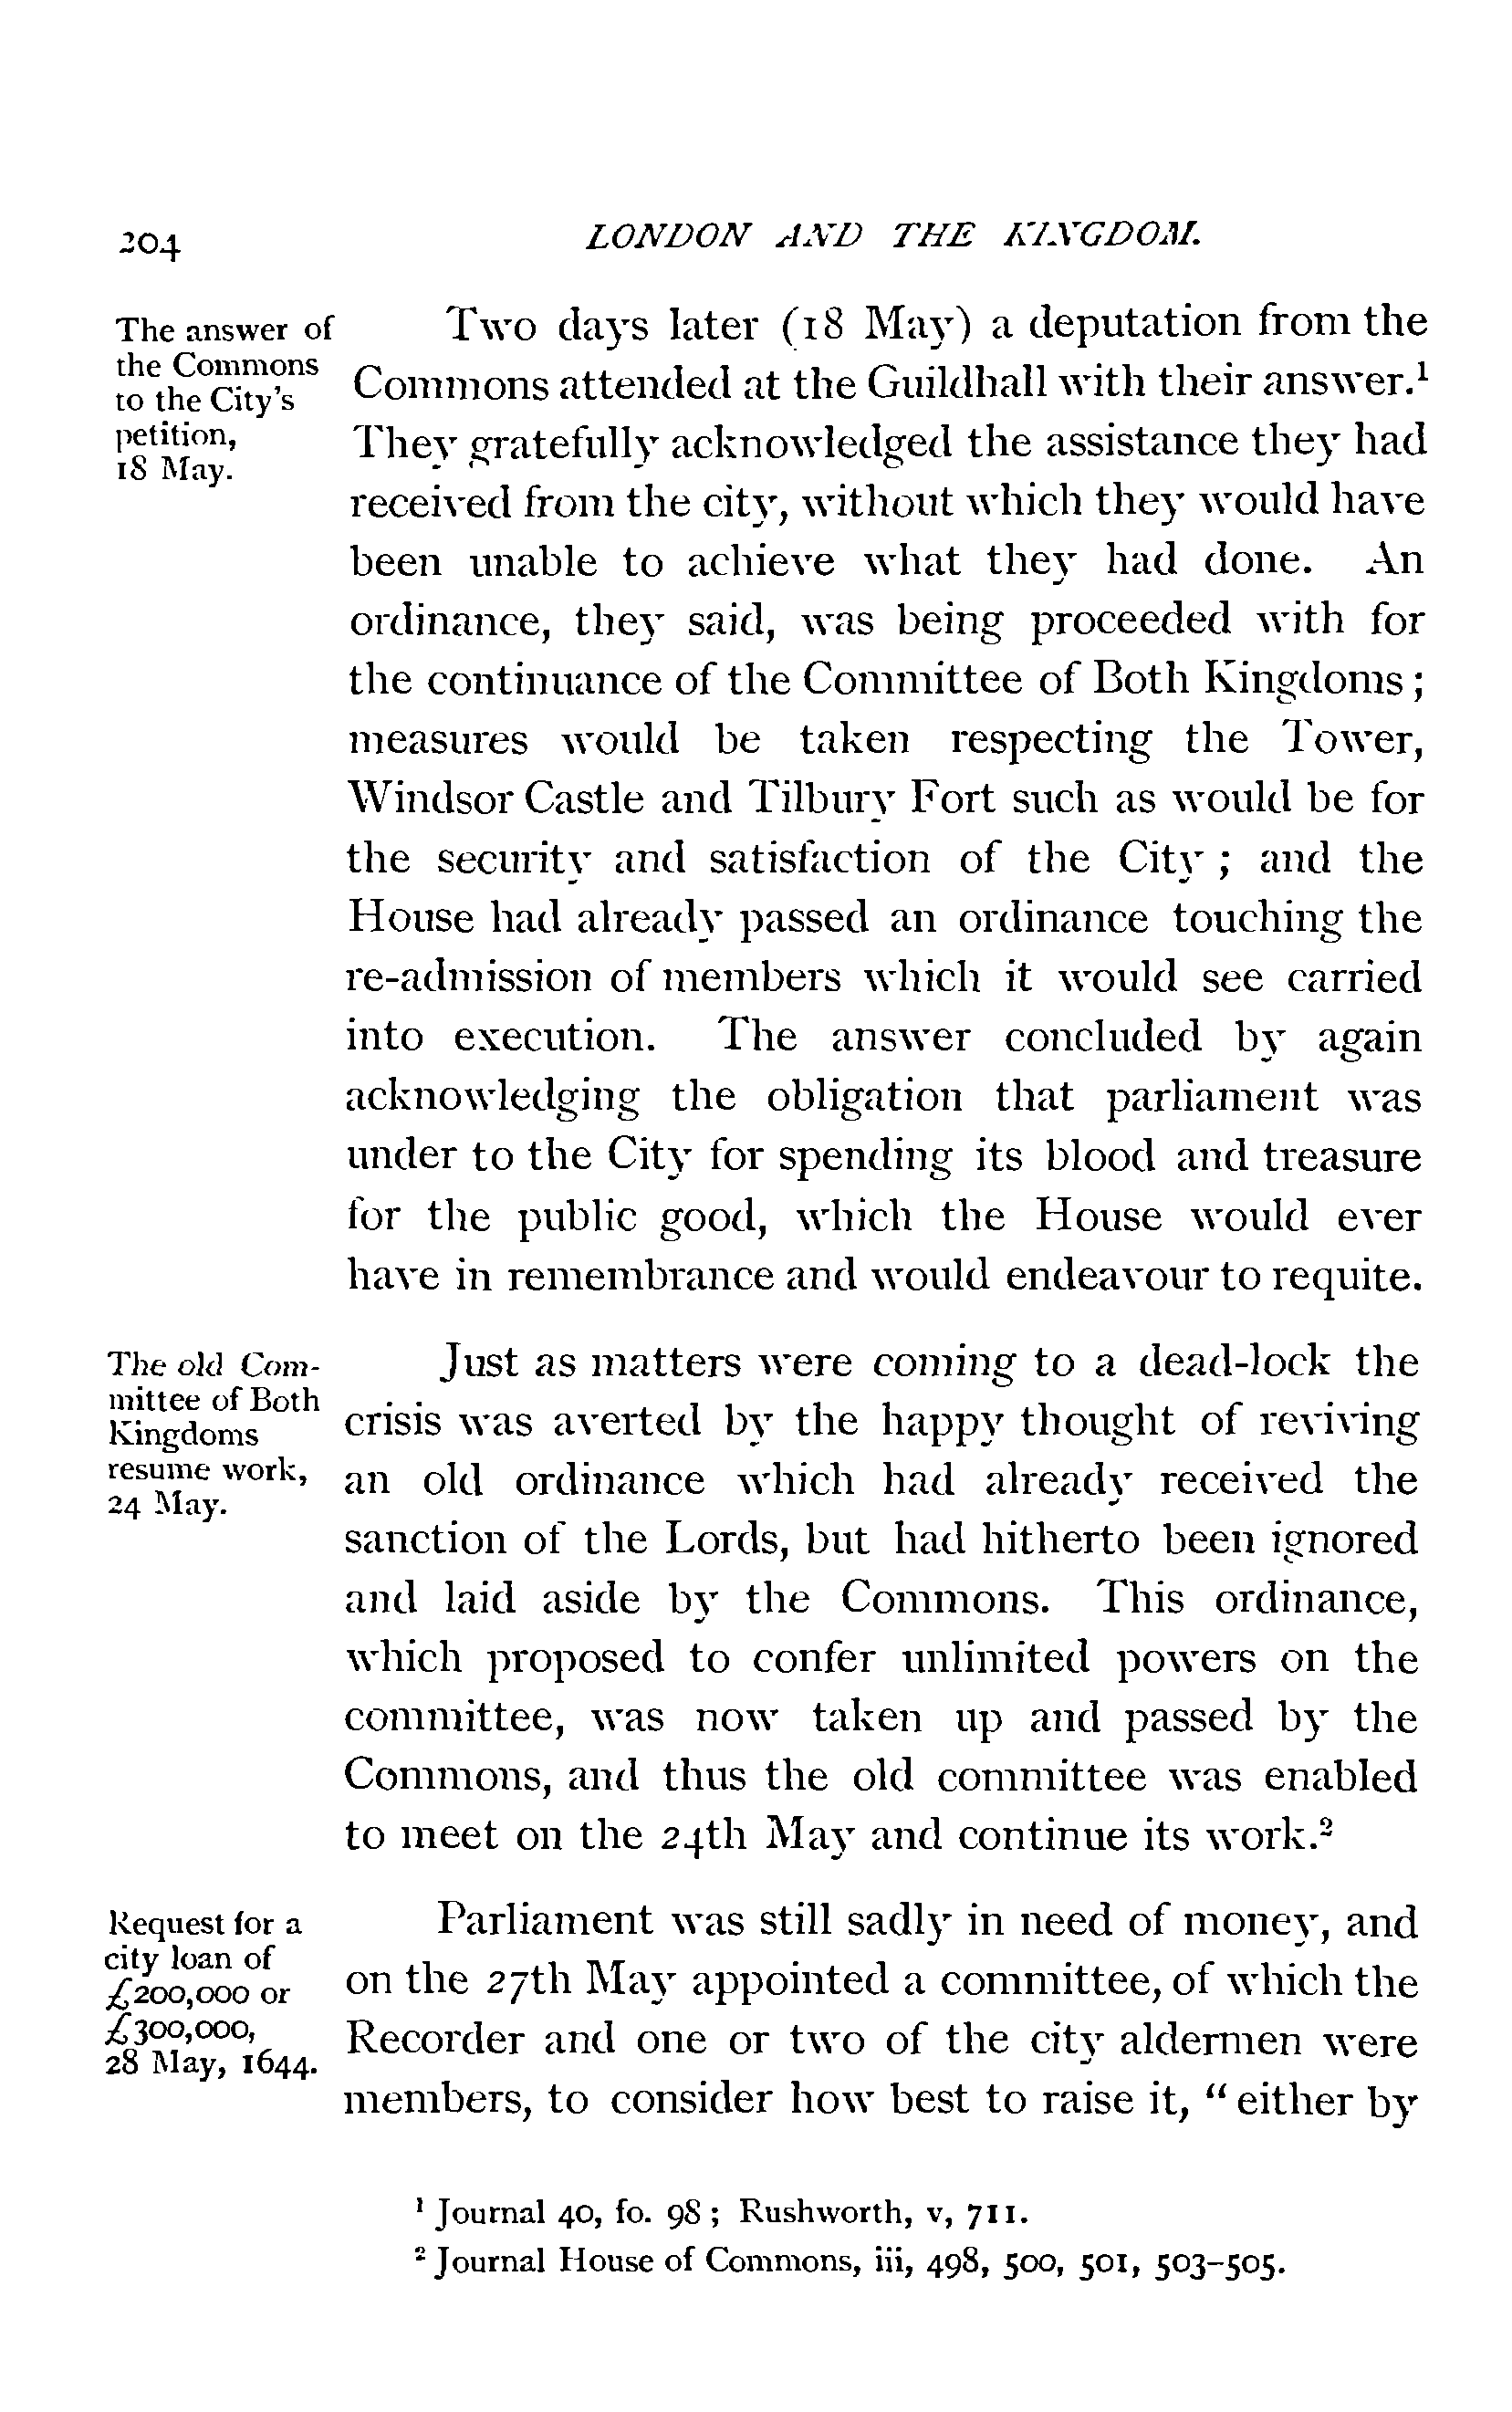 204
LONDON AND THE KINGDOM.
The answer of
the Commons
to the City's
petition,
18 May.
Two days later (18 May) a deputation from the
Commons attended at the Guildhall with their answer.¹
They gratefully acknowledged the assistance they had
received from the city, without which they would have
been unable to achieve what they had done. An
ordinance, they said, was being proceeded with for
the continuance of the Committee of Both Kingdoms ;
measures would be taken respecting the Tower,
Windsor Castle and Tilbury Fort such as would be for
the security and satisfaction of the City ; and the
House had already passed an ordinance touching the
re-admission of members which it would see carried
into execution. The answer concluded by again
acknowledging the obligation that parliament was
under to the City for spending its blood and treasure
for the public good, which the House would ever
have in remembrance and would endeavour to requite.
The old Com-
mittee of Both
Kingdoms
resume work,
24 May.
Just as matters were coming to a dead-lock the
crisis was averted by the happy thought of reviving
an old ordinance which had already received the
sanction of the Lords, but had hitherto been ignored
and laid aside by the Commons. This ordinance,
which proposed to confer unlimited powers on the
committee, was now taken up and passed by the
Commons, and thus the old committee was enabled
to meet on the 24th May and continue its work.²
Request for a
city loan of
£200,000 or
£300,000,
28 May, 1644.
Parliament was still sadly in need of money, and
on the 27th May appointed a committee, of which the
Recorder and one or two of the city aldermen were
members, to consider how best to raise it, “ either by
¹ Journal 40, fo. 98 ; Rushworth, v, 711.
² Journal House of Commons, iii, 498, 500, 501, 503–505.